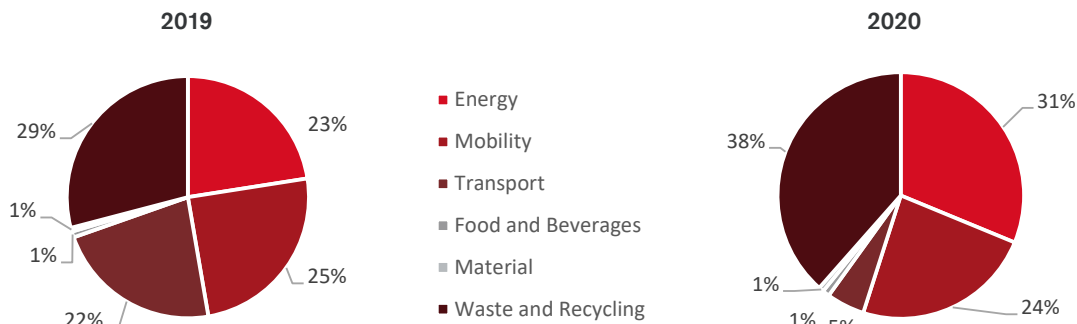 2019
2020
29%
23%
1%
1%
25%
22%
Energy
Mobility
Transport
Food and Beverages
Material
Waste and Recycling
38%
31%
1%
1%
5%
24%